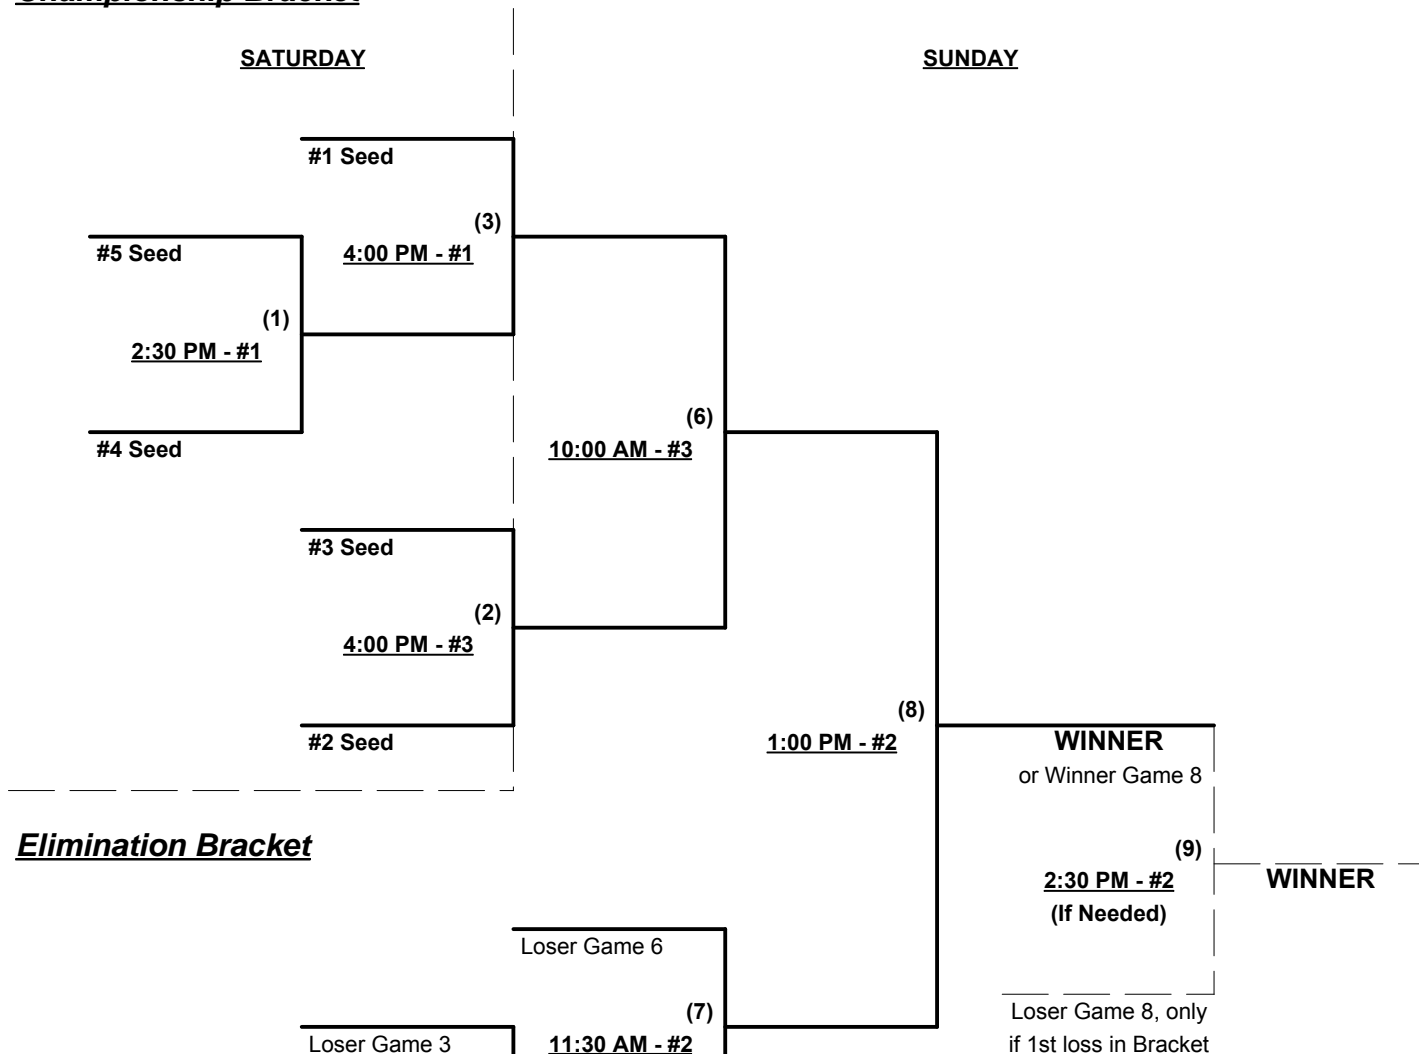 Championship Bracket
SATURDAY
SUNDAY
#1 Seed
(3)
#5 Seed
4:00 PM - #1
(1)
2:30 PM - #1
(6)
#4 Seed
10:00 AM - #3
#3 Seed
(2)
4:00 PM - #3
(8)
#2 Seed
1:00 PM - #2
WINNER
or Winner Game 8
Elimination Bracket
(9)
2:30 PM - #2
WINNER
(If Needed)
Loser Game 6
(7)
Loser Game 8, only
Loser Game 3
11:30 AM - #2
if 1st loss in Bracket